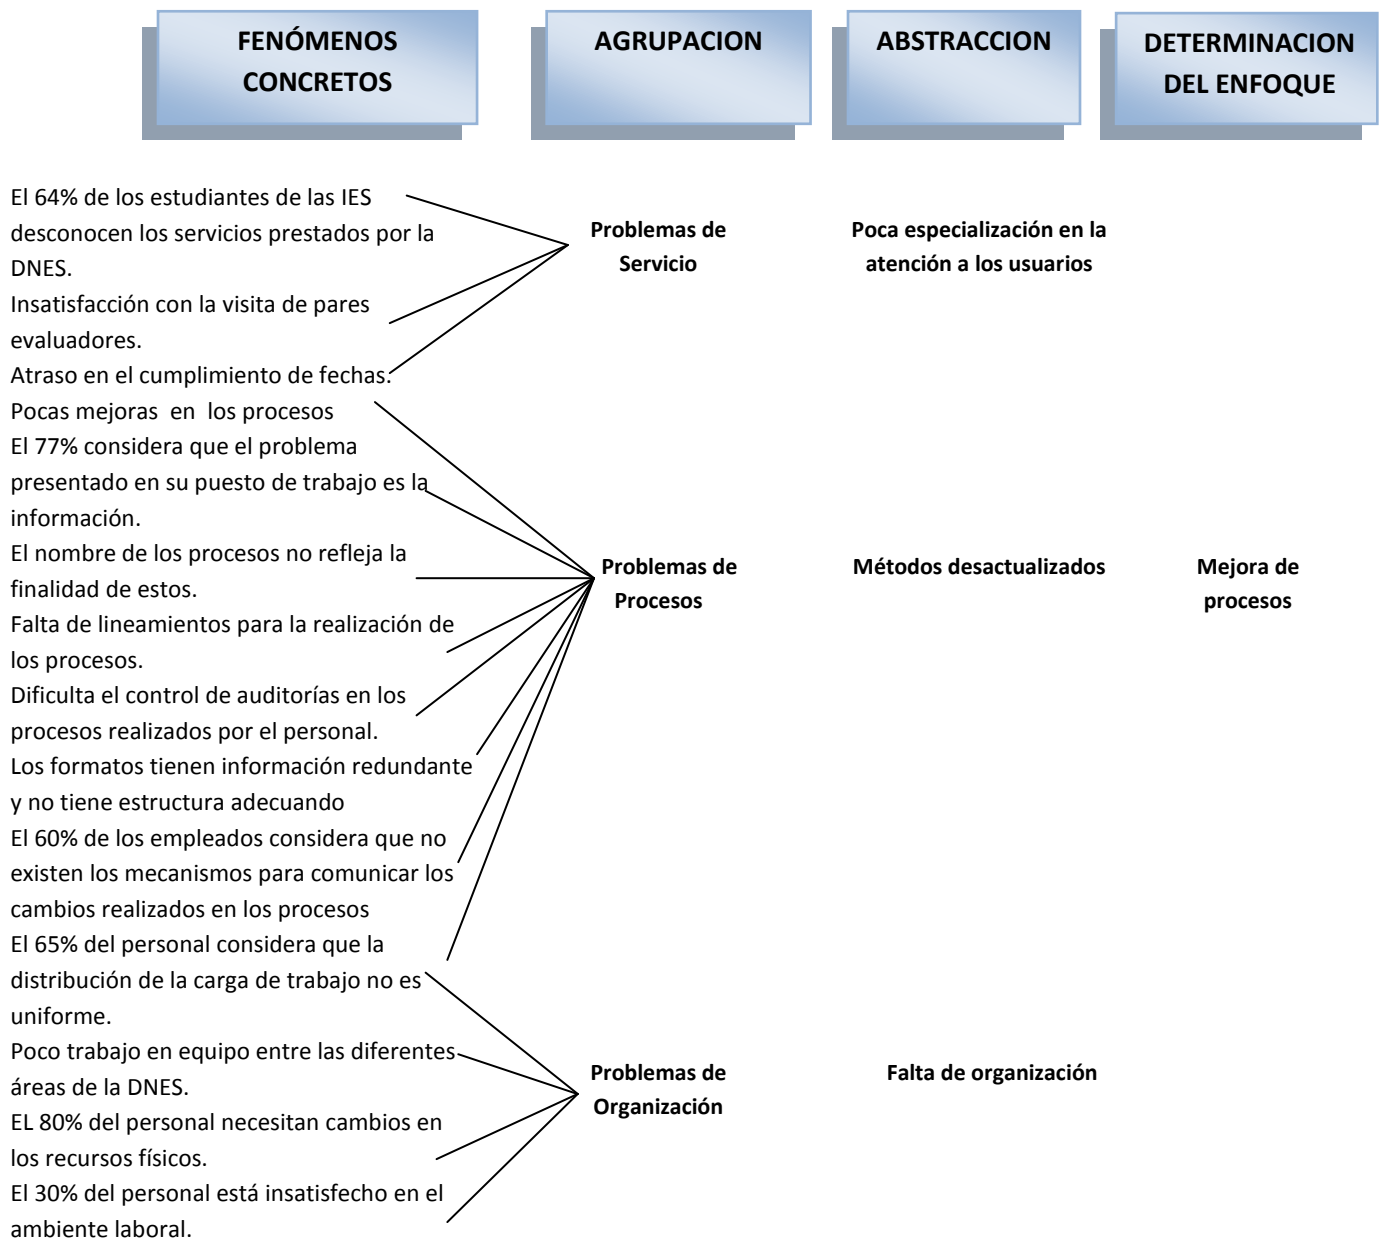 FENÓMENOS
CONCRETOS
AGRUPACION
ABSTRACCION
DETERMINACION
DEL ENFOQUE
El 64% de los estudiantes de las IES
desconocen los servicios prestados por la
DNES.
Insatisfacción con la visita de pares
evaluadores.
Atraso en el cumplimiento de fechas.
Problemas de
Servicio
Poca especialización en la
atención a los usuarios
Pocas mejoras en los procesos
El 77% considera que el problema
presentado en su puesto de trabajo es la
información.
El nombre de los procesos no refleja la
finalidad de estos.
Falta de lineamientos para la realización de
los procesos.
Dificulta el control de auditorías en los
procesos realizados por el personal.
Los formatos tienen información redundante
y no tiene estructura adecuando
El 60% de los empleados considera que no
existen los mecanismos para comunicar los
cambios realizados en los procesos
El 65% del personal considera que la
distribución de la carga de trabajo no es
uniforme.
Problemas de
Procesos
Métodos desactualizados
Mejora de
procesos
Poco trabajo en equipo entre las diferentes
áreas de la DNES.
EL 80% del personal necesitan cambios en
los recursos físicos.
El 30% del personal está insatisfecho en el
ambiente laboral.
Problemas de
Organización
Falta de organización